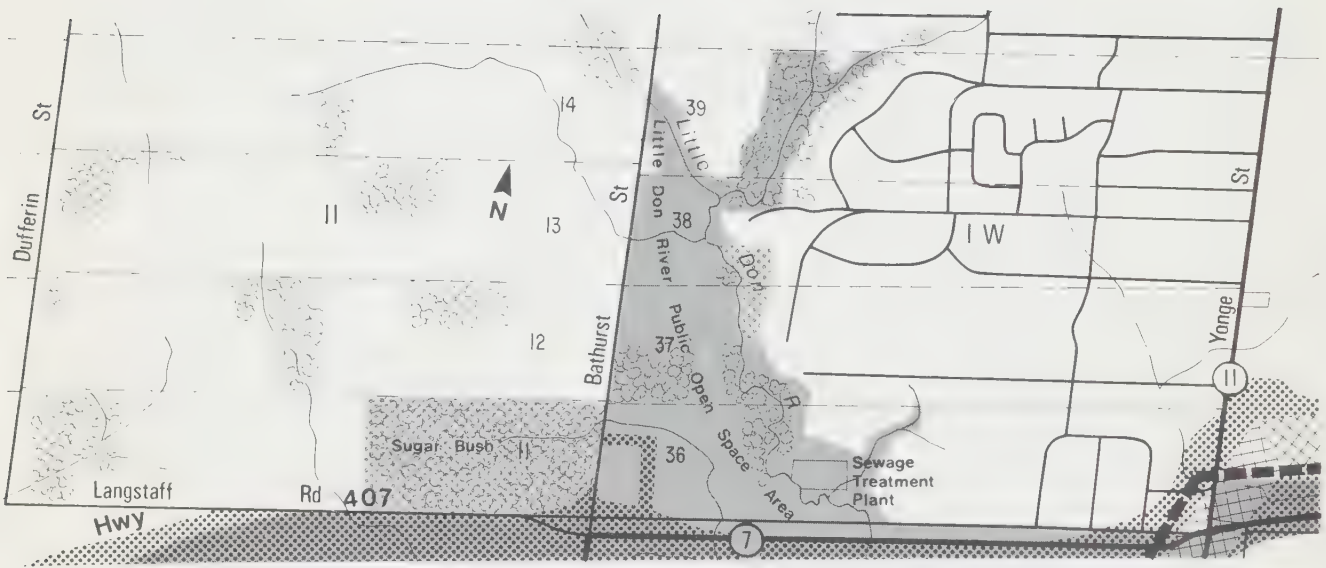 Dufferin
St
II
N
14
13
12
Bathurst
St
39
38
37
36
Little
Don
R
Little Don River Public Open Space Area
I W
Yonge
St
11
Sugar Bush
11
Sewage
Treatment
Plant
Langstaff
Rd
407
Hwy
7